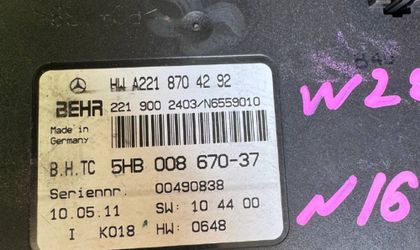 HW A221 870 42 92
BEHR 221 900 2403/N6559010
Made in
Germany
B.H.TC 5HB 008 670-37
Seriennr. 00490838
10.05.11 SW: 10 44 00
I K018 HW: 0648
N16